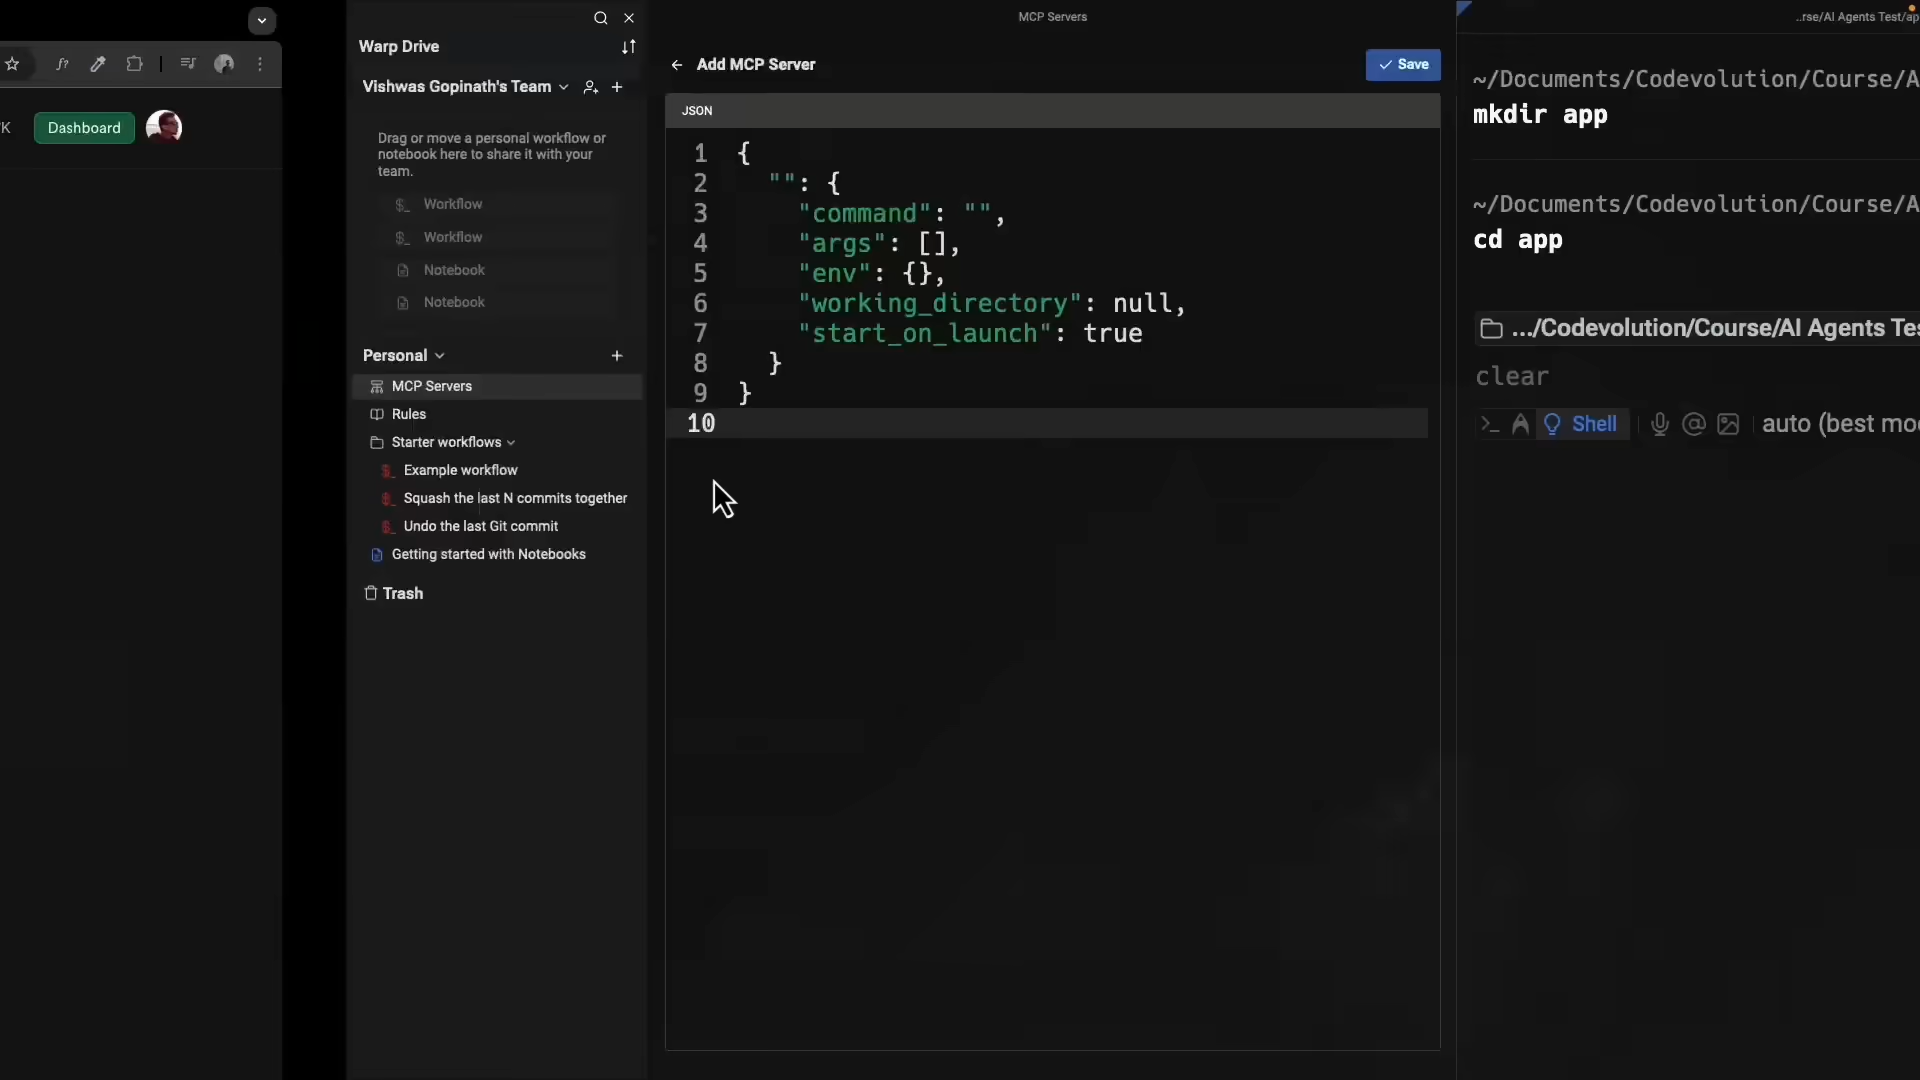 K
Dashboard
Warp Drive
Vishwas Gopinath's Team
Drag or move a personal workflow or
notebook here to share it with your
team.
Workflow
Workflow
Notebook
Notebook
Personal
MCP Servers
Rules
Starter workflows
Example workflow
Squash the last N commits together
Undo the last Git commit
Getting started with Notebooks
Trash
MCP Servers
Add MCP Server
Save
JSON
1 {
2 "": {
3 "command": "",
4 "args": [],
5 "env": {},
6 "working_directory": null,
7 "start_on_launch": true
8 }
9 }
10
..rse/AI Agents Test/ap
~/Documents/Codevolution/Course/A
mkdir app
~/Documents/Codevolution/Course/A
cd app
.../Codevolution/Course/AI Agents Tes
clear
Shell
auto (best mo